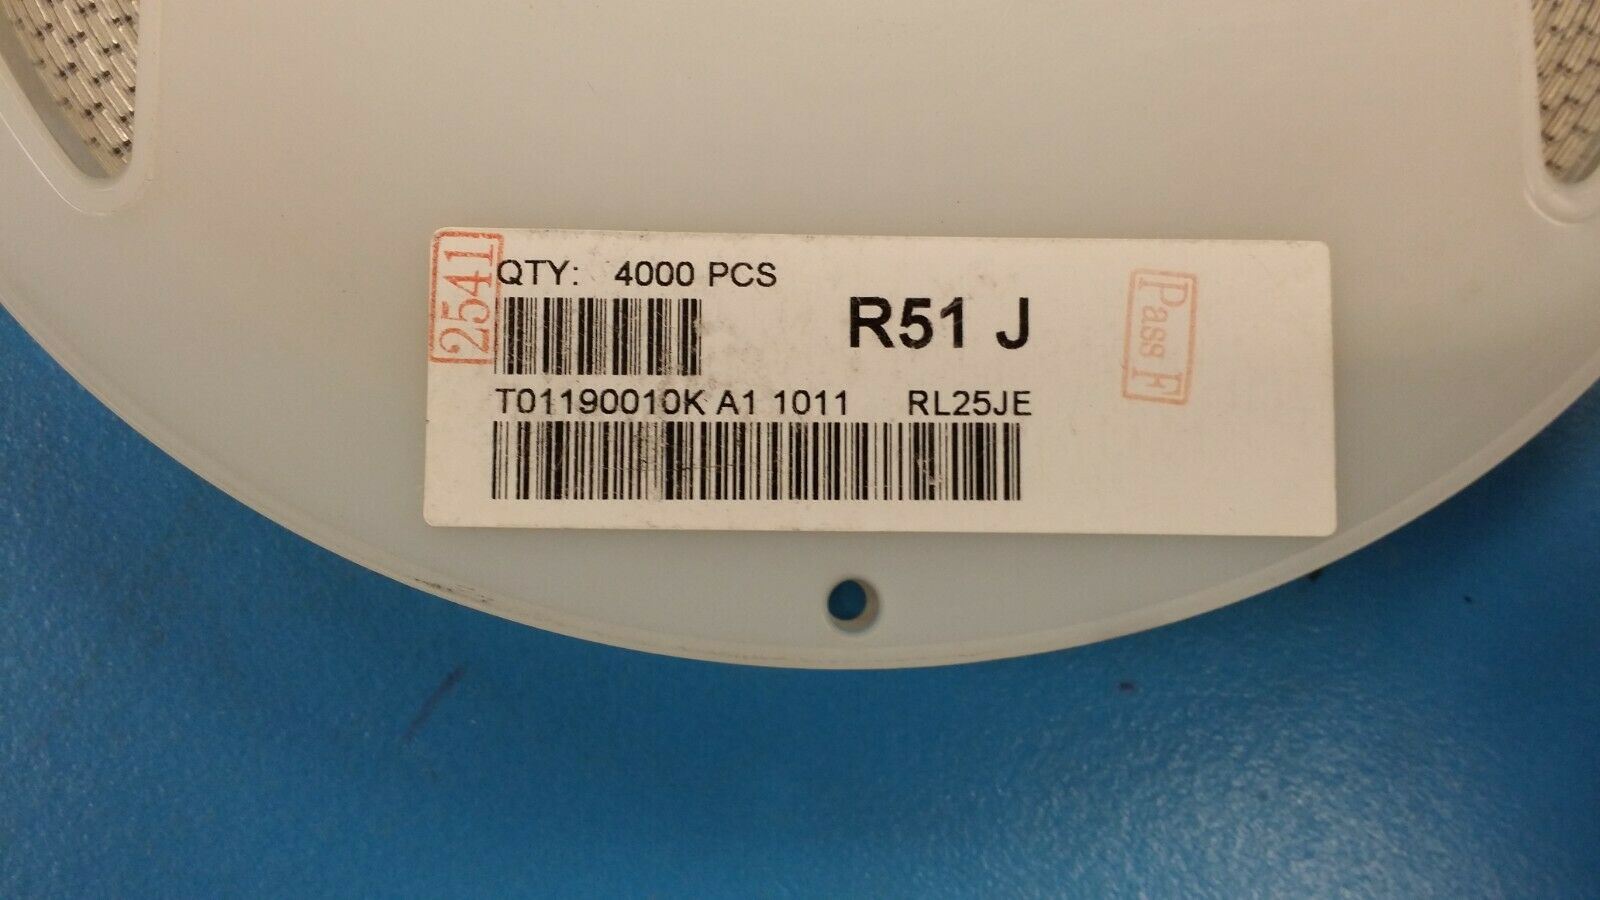 2541
QTY: 4000 PCS
R51 J
T01190010K A1 1011 RL25JE
Pass F